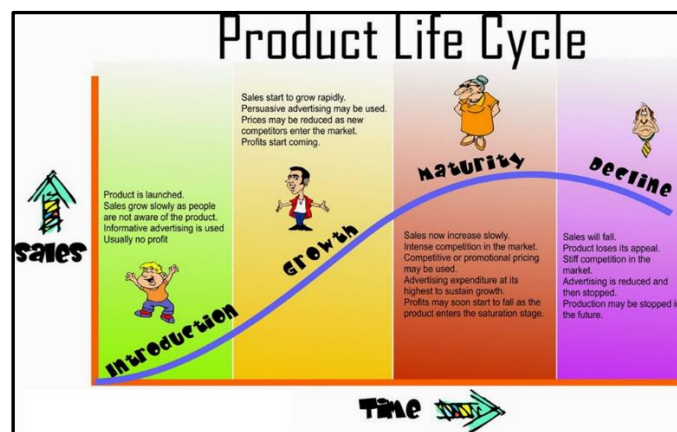 Product Life Cycle
Sales start to grow rapidly.
Persuasive advertising may be used.
Prices may be reduced as new
competitors enter the market.
Profits start coming.
Maturity
Decline
Product is launched.
Sales grow slowly as people
are not aware of the product.
Informative advertising is used
Usually no profit
Sales
Growth
Introduction
Sales now increase slowly.
Intense competition in the market.
Competitive or promotional pricing
may be used.
Advertising expenditure at its
highest to sustain growth.
Profits may soon start to fall as the
product enters the saturation stage.
Sales will fall.
Product loses its appeal.
Stiff competition in the
market.
Advertising is reduced and
then stopped.
Production may be stopped in
the future.
Time